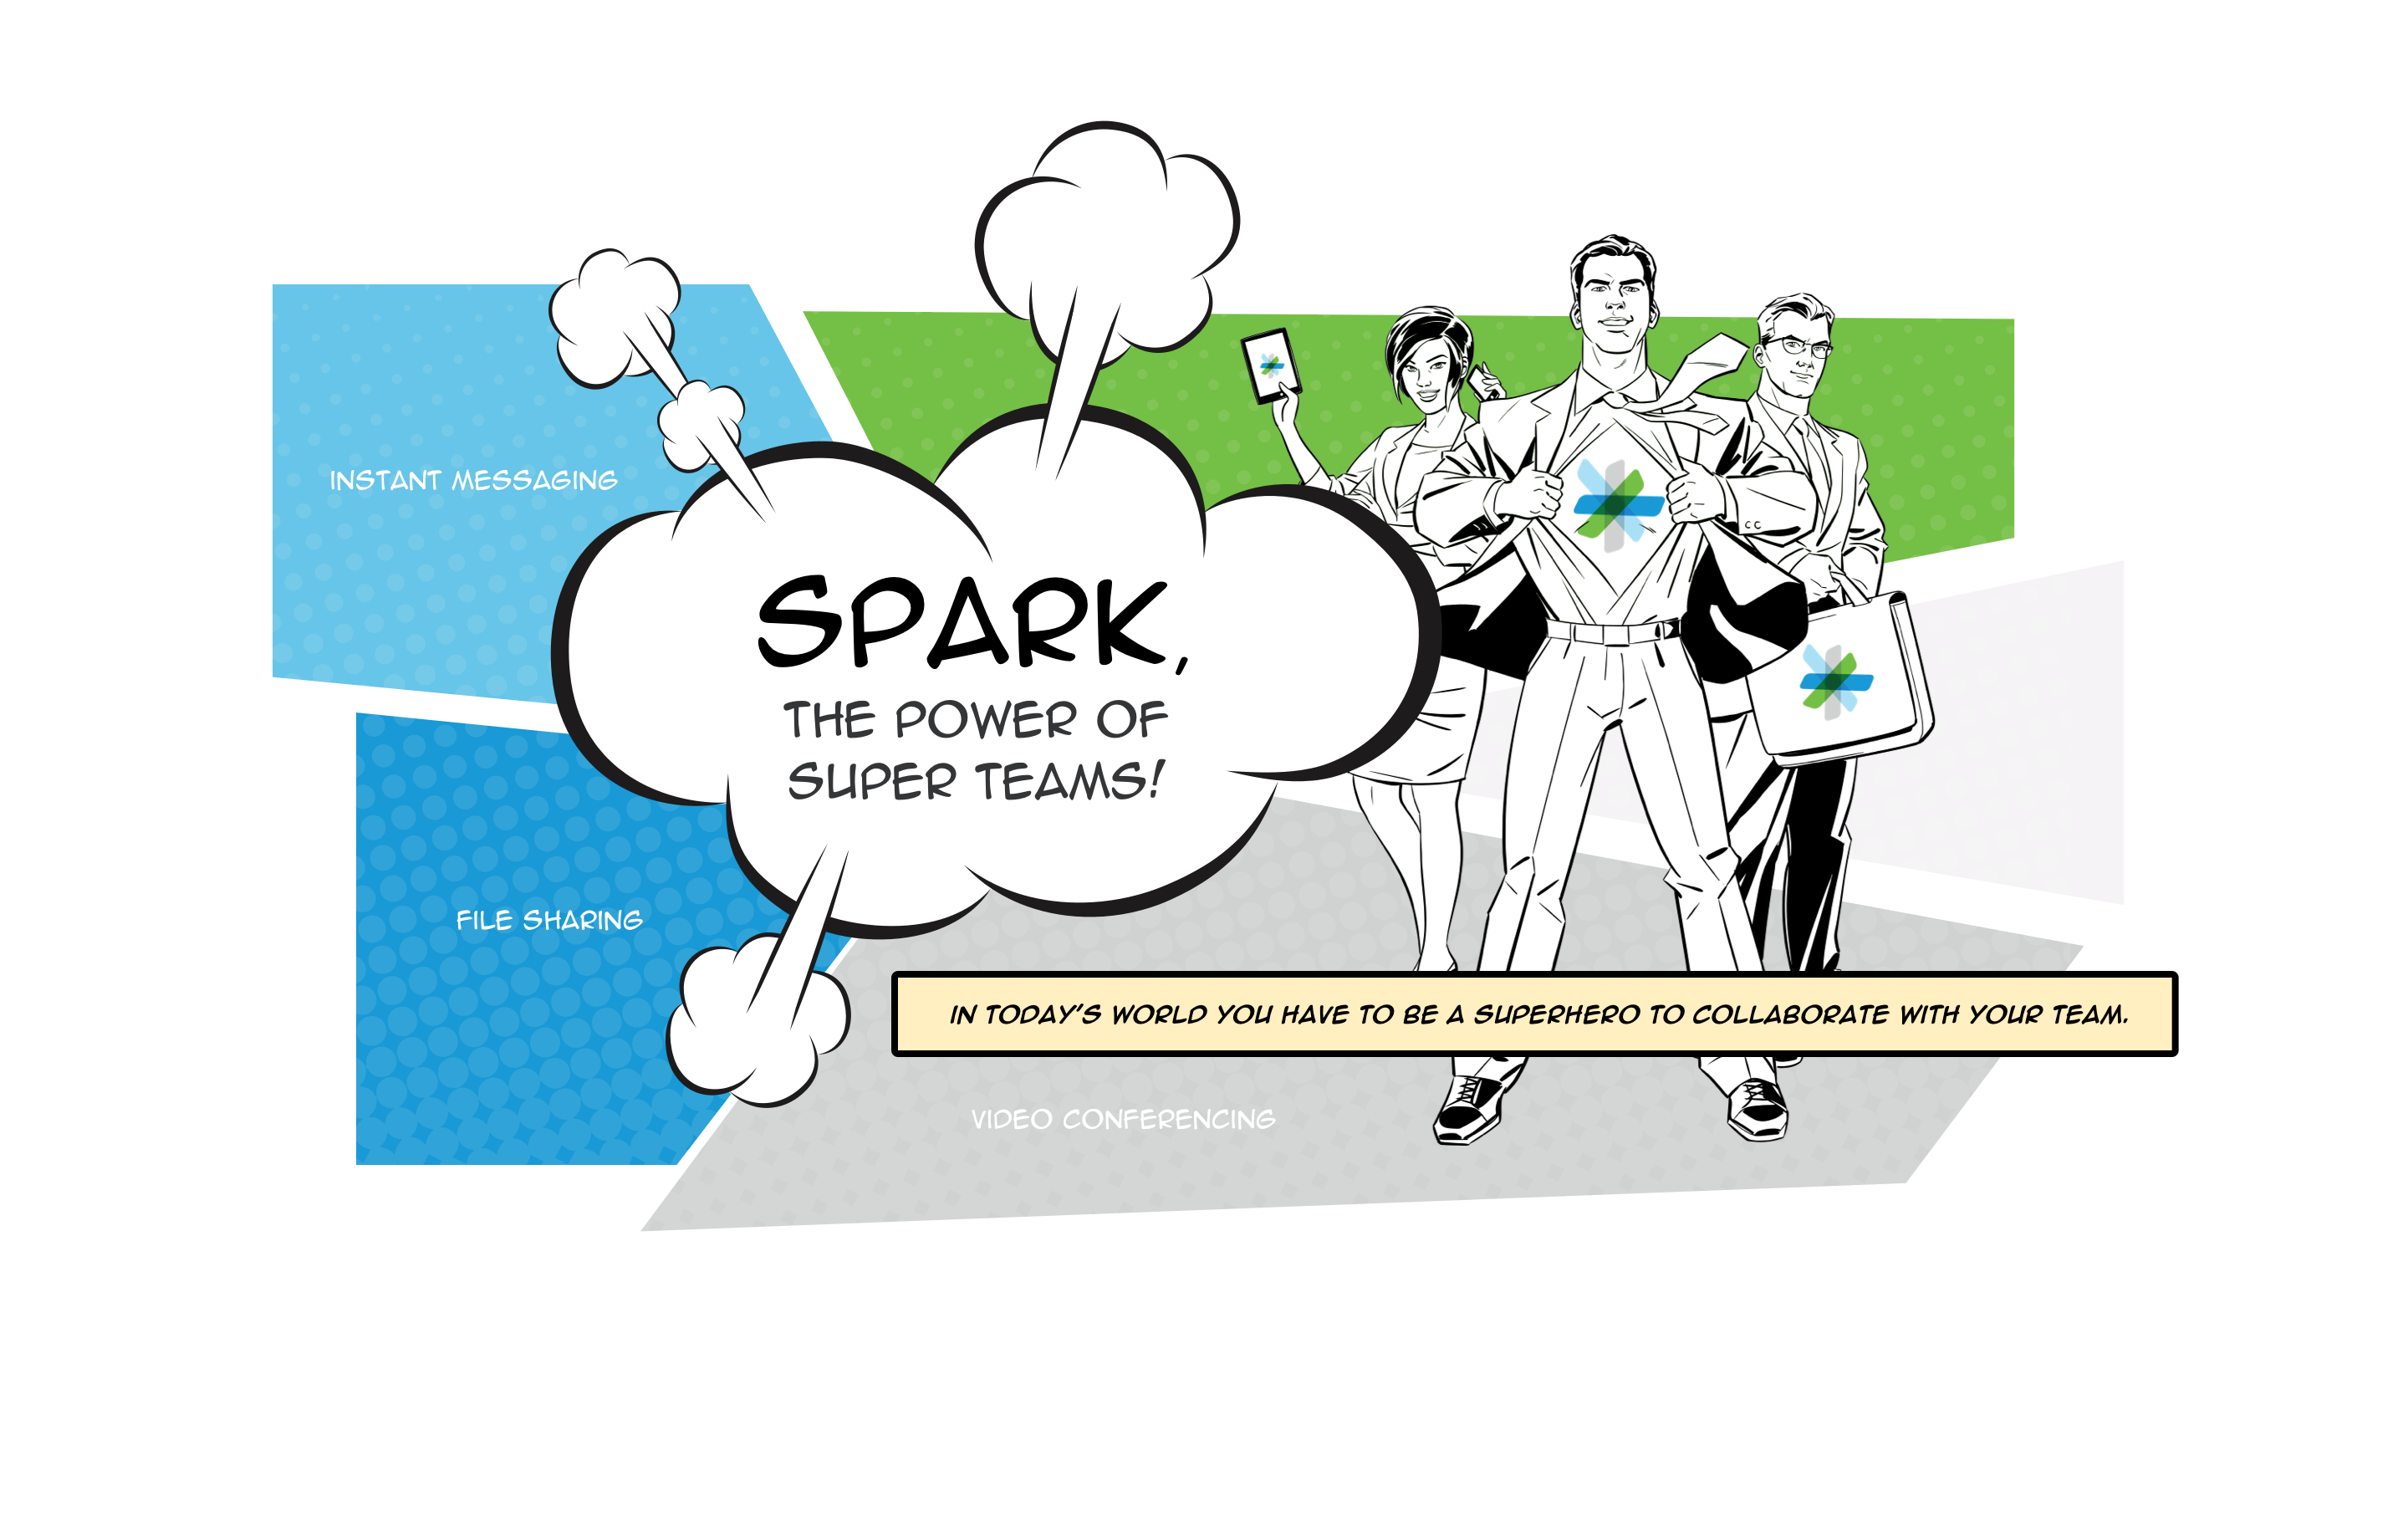 INSTANT MESSAGING
SPARK,
THE POWER OF
SUPER TEAMS!
FILE SHARING
IN TODAY'S WORLD YOU HAVE TO BE A SUPERHERO TO COLLABORATE WITH YOUR TEAM.
VIDEO CONFERENCING